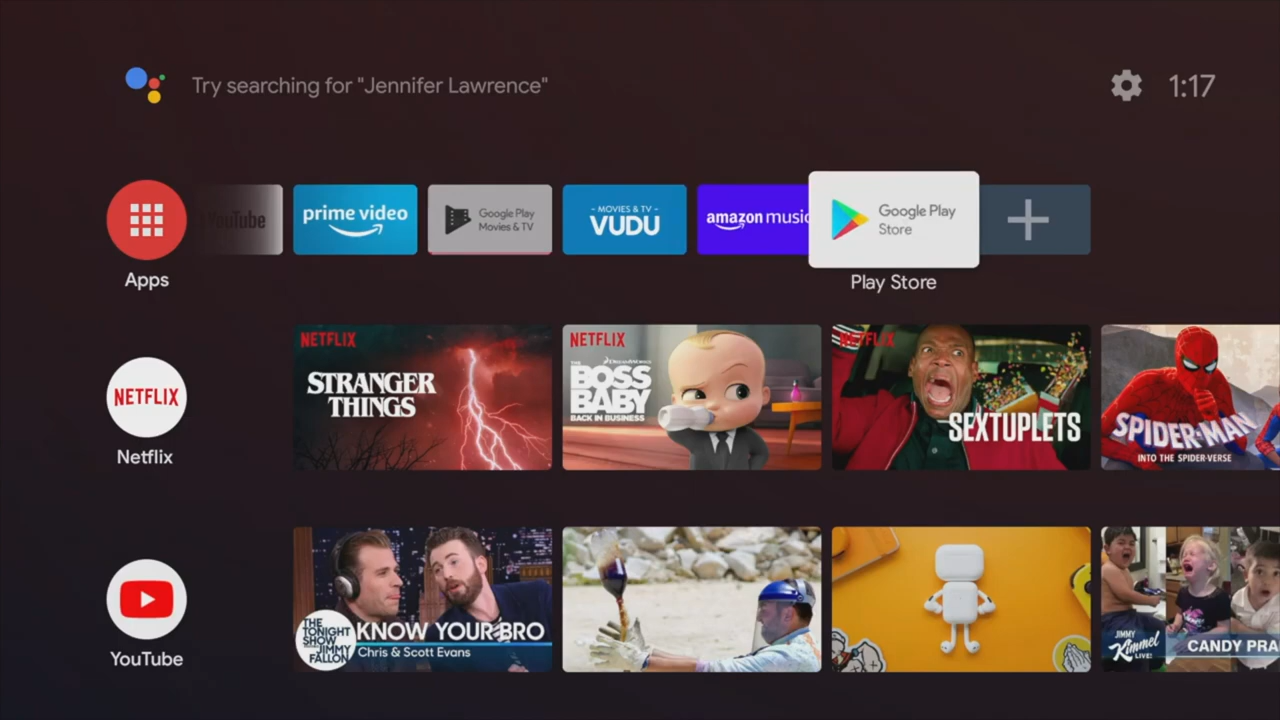 Try searching for "Jennifer Lawrence"
1:17
YouTube
prime video
Google Play
Movies & TV
- MOVIES & TV -
VUDU
amazon music
Google Play
Store
Apps
Play Store
NETFLIX
STRANGER
THINGS
NETFLIX
DREAMWORKS
THE
BOSS
BABY
BACK IN BUSINESS
NETFLIX
SEXTUPLETS
SPIDER-MAN
INTO THE SPIDER-VERSE
NETFLIX
Netflix
THE
TONIGHT
SHOW
JIMMY
FALLON
KNOW YOUR BRO
Chris & Scott Evans
JIMMY
Kimmel
LIVE!
CANDY PRA
YouTube